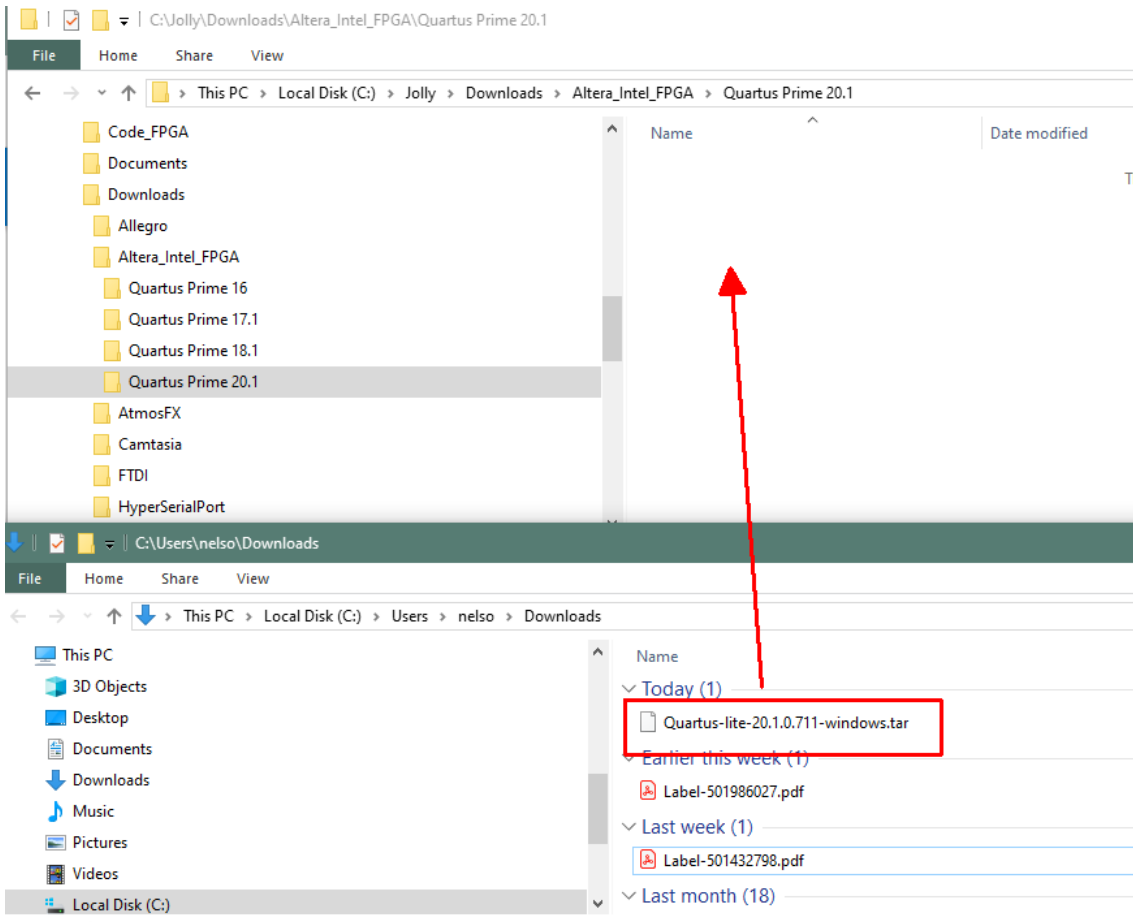 C:\Jolly\Downloads\Altera_Intel_FPGA\Quartus Prime 20.1
File Home Share View
This PC > Local Disk (C:) > Jolly > Downloads > Altera_Intel_FPGA > Quartus Prime 20.1
Name Date modified
T
Code_FPGA
Documents
Downloads
Allegro
Altera_Intel_FPGA
Quartus Prime 16
Quartus Prime 17.1
Quartus Prime 18.1
Quartus Prime 20.1
AtmosFX
Camtasia
FTDI
HyperSerialPort
C:\Users\nelso\Downloads
File Home Share View
This PC > Local Disk (C:) > Users > nelso > Downloads
This PC
3D Objects
Desktop
Documents
Downloads
Music
Pictures
Videos
Local Disk (C:)
Name
Today (1)
Quartus-lite-20.1.0.711-windows.tar
Earlier this week (1)
Label-501986027.pdf
Last week (1)
Label-501432798.pdf
Last month (18)